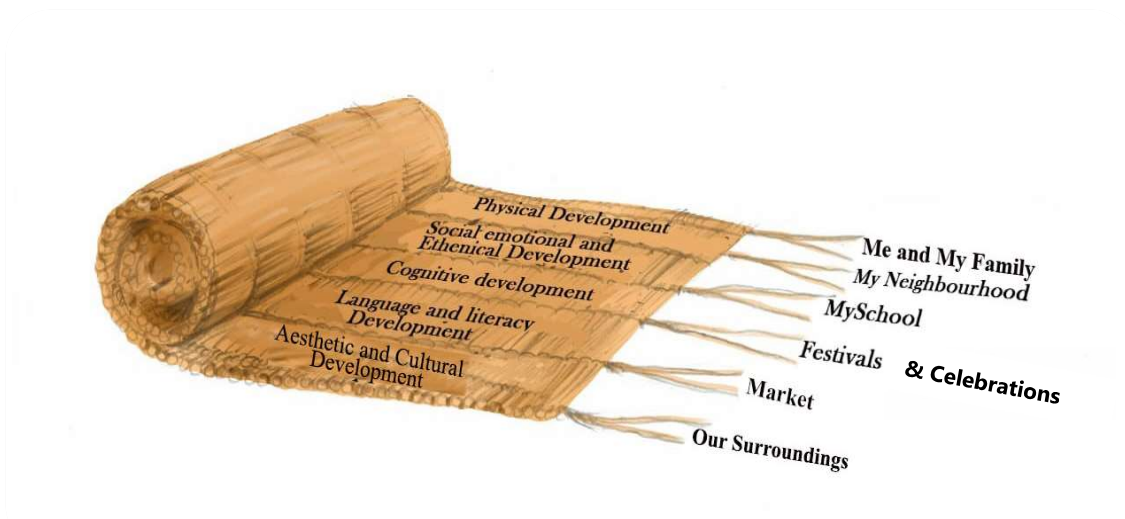 Physical Development
Social emotional and
Ethenical Development
Cognitive development
Language and literacy
Development
Aesthetic and Cultural
Development
Me and My Family
My Neighbourhood
MySchool
Festivals & Celebrations
Market
Our Surroundings